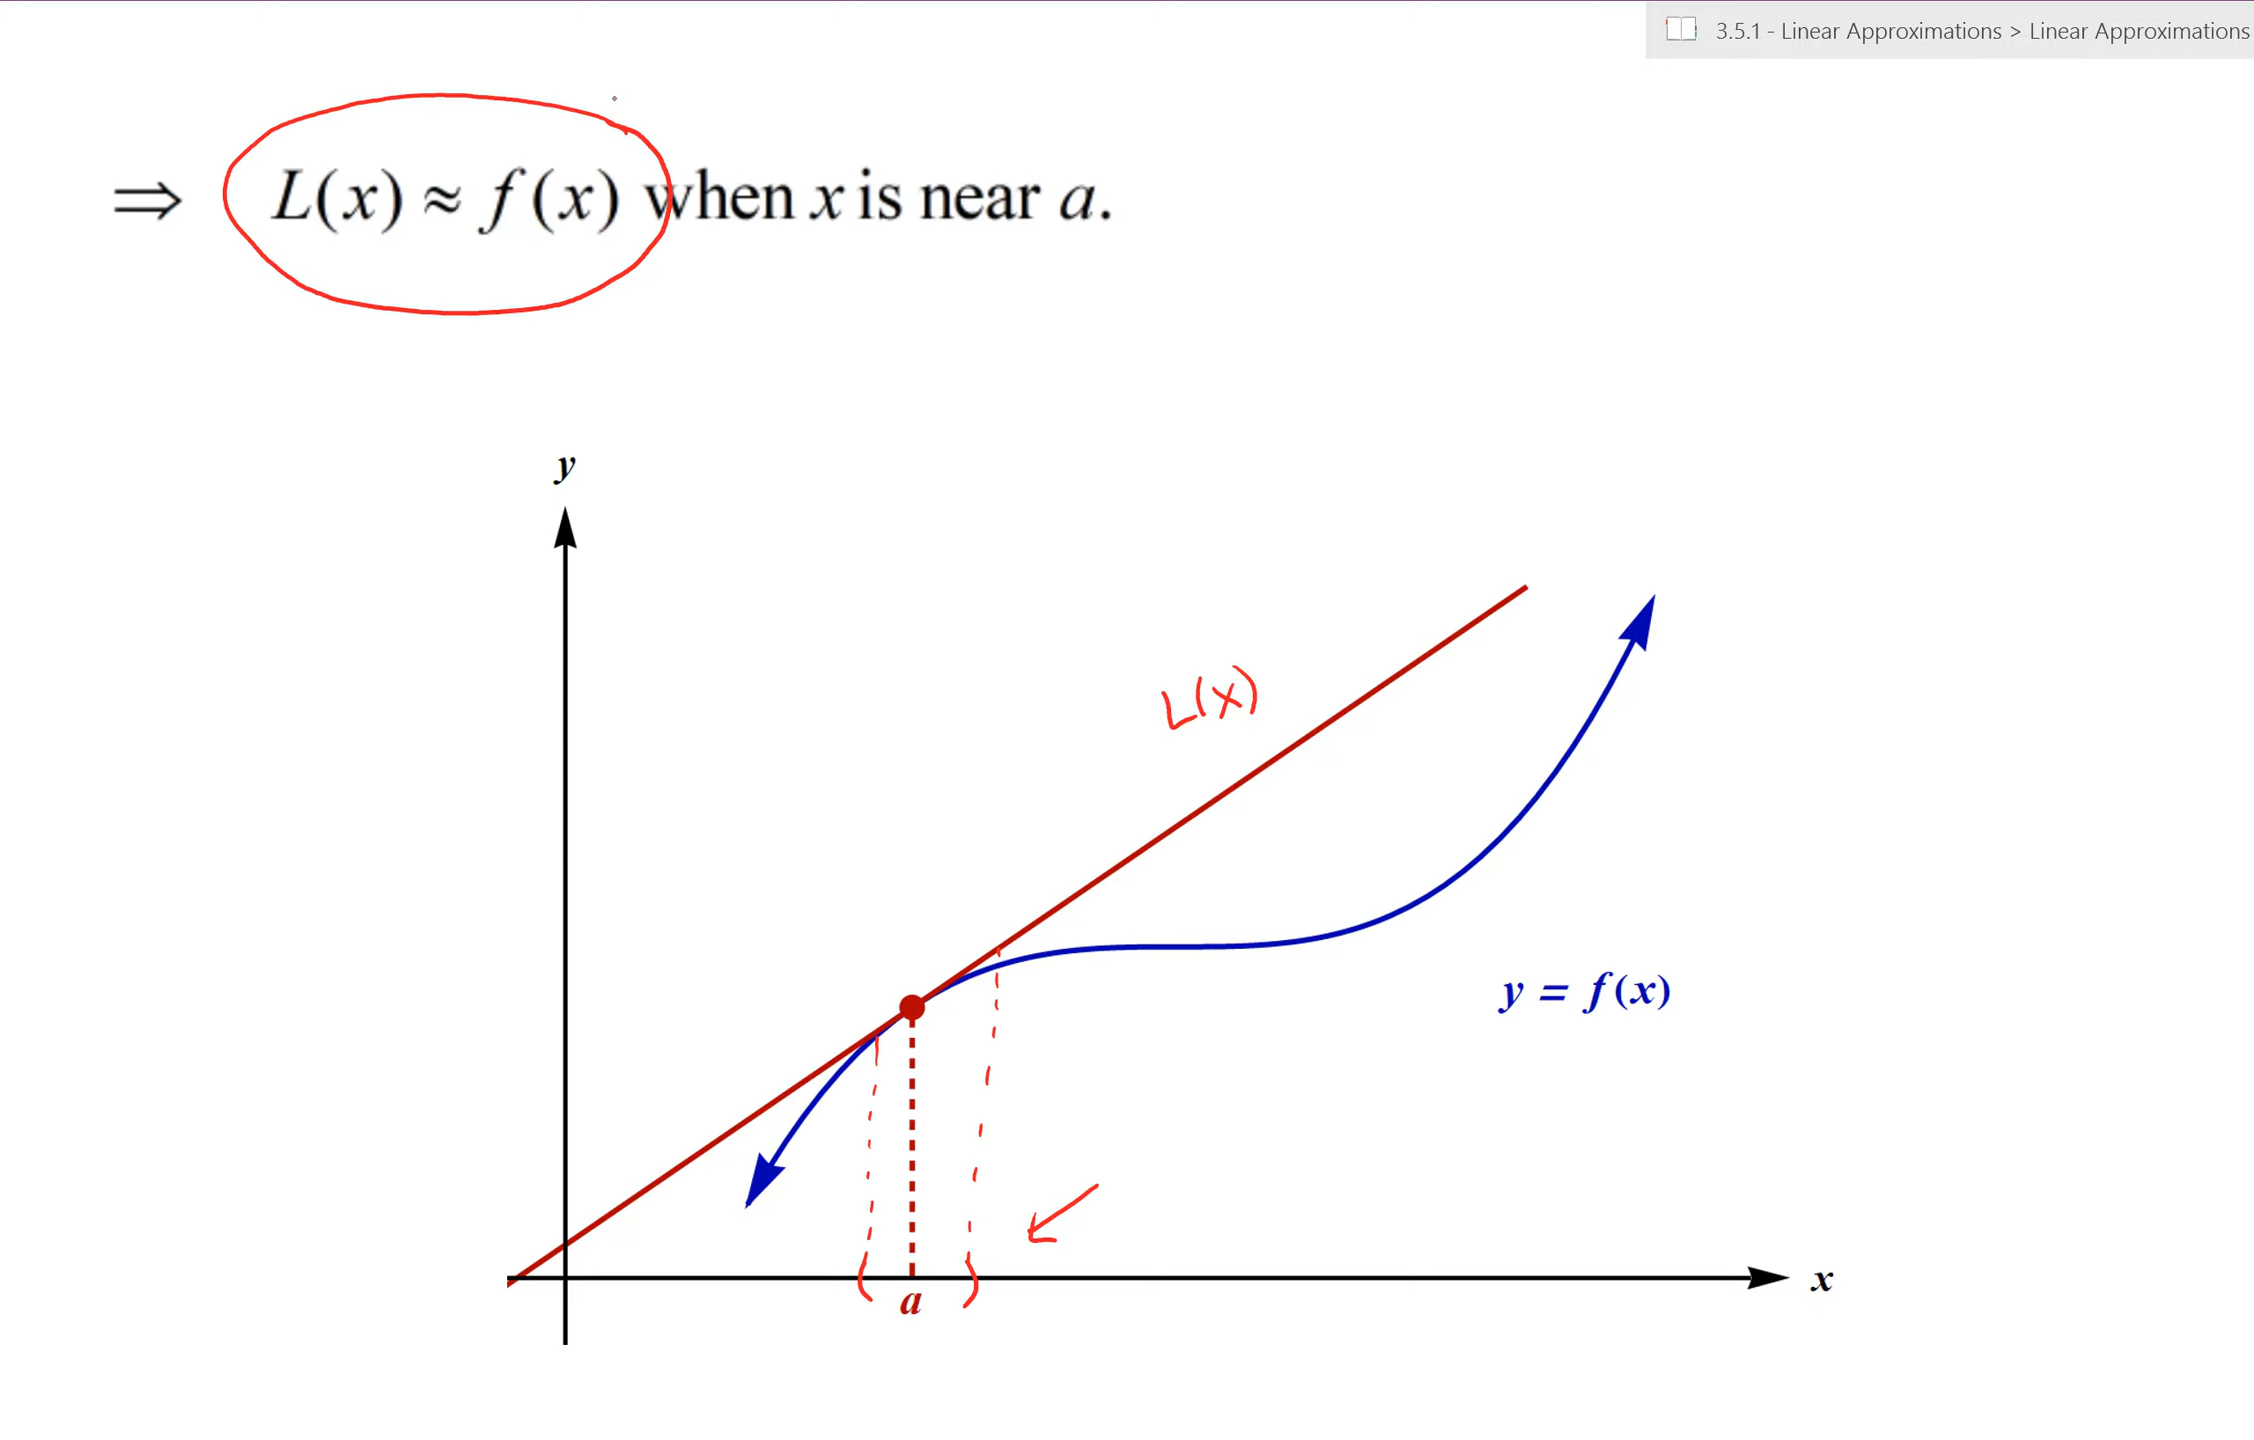 3.5.1 - Linear Approximations > Linear Approximations
⇒ L(x) ≈ f(x) when x is near a.
y
L(x)
y = f(x)
( a )
x